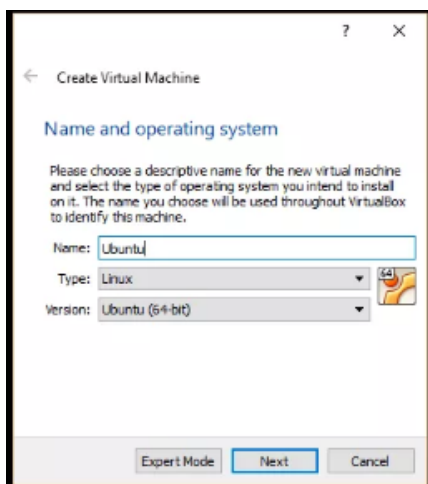 ?
×
← Create Virtual Machine
Name and operating system
Please choose a descriptive name for the new virtual machine
and select the type of operating system you intend to install
on it. The name you choose will be used throughout VirtualBox
to identify this machine.
Name: Ubuntu
Type: Linux
64
Version: Ubuntu (64-bit)
Expert Mode Next Cancel